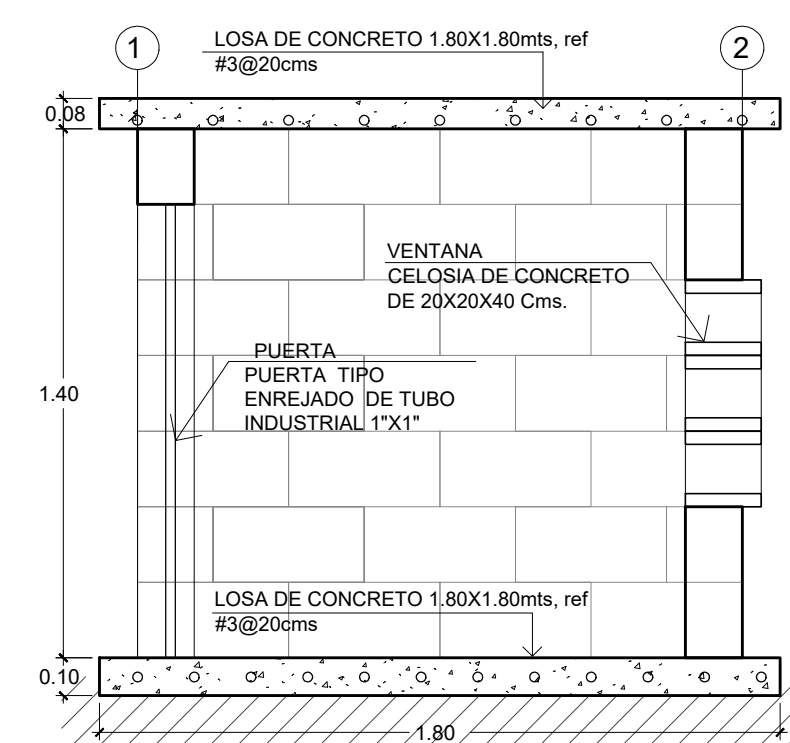 1
2
LOSA DE CONCRETO 1.80X1.80mts, ref
#3@20cms
0.08
VENTANA
CELOSIA DE CONCRETO
DE 20X20X40 Cms.
PUERTA
PUERTA TIPO
ENREJADO DE TUBO
INDUSTRIAL 1"X1"
1.40
LOSA DE CONCRETO 1.80X1.80mts, ref
#3@20cms
0.10
1.80